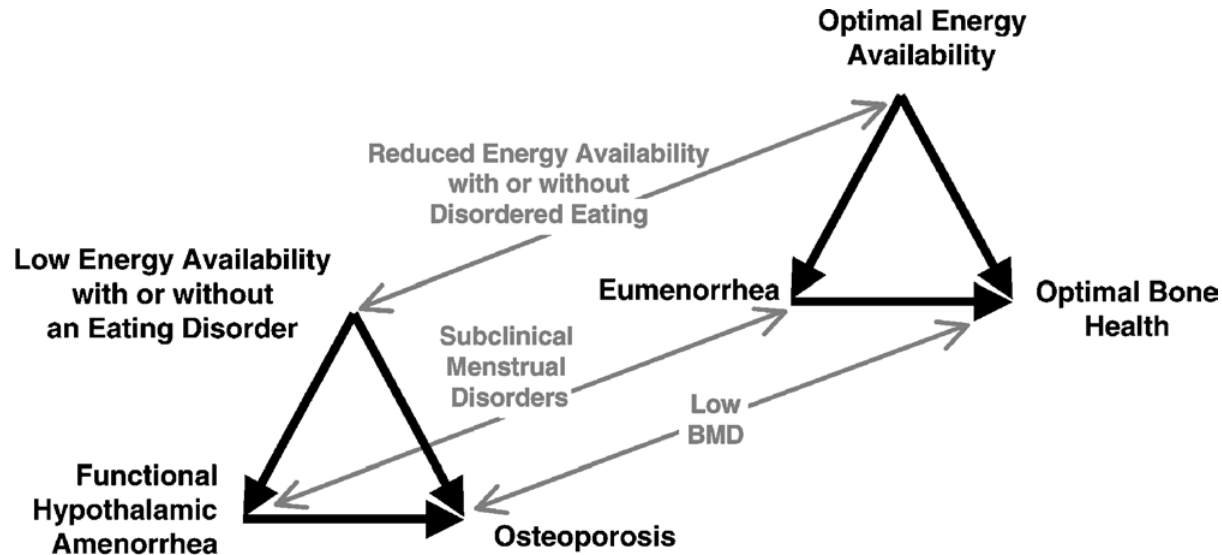 Optimal Energy
Availability
Reduced Energy Availability
with or without
Disordered Eating
Low Energy Availability
with or without
an Eating Disorder
Eumenorrhea
Optimal Bone
Health
Subclinical
Menstrual
Disorders
Low
BMD
Functional
Hypothalamic
Amenorrhea
Osteoporosis